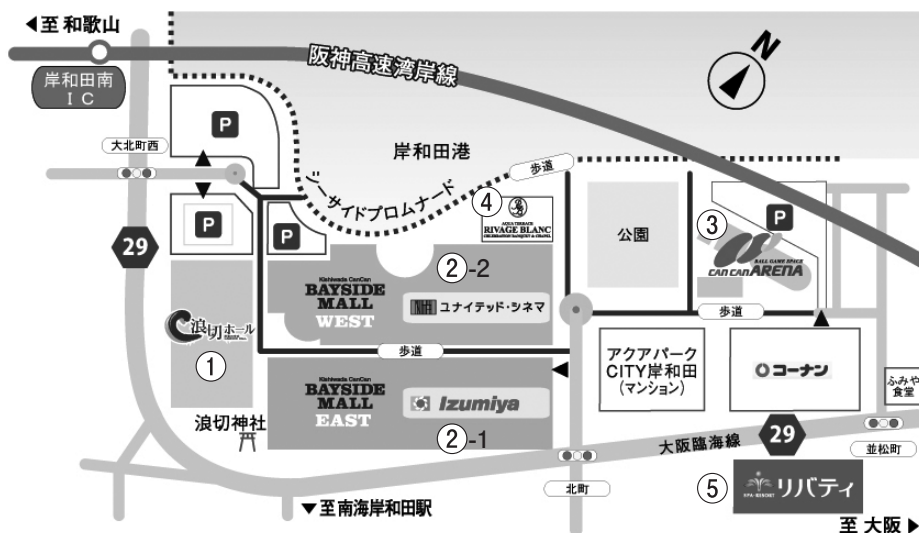 ◀至 和歌山
岸和田南
ＩＣ
阪神高速湾岸線
N
P
大北町西
岸和田港
歩道
シーサイドプロムナード
④
AQUA TERRACE
RIVAGE BLANC
公園
③
P
BALL GAME SPACE
CAN CAN ARENA
29
P
P
②-2
Kishiwada CanCan
BAYSIDE
MALL
WEST
ユナイテッド・シネマ
浪切ホール
①
歩道
歩道
アクアパーク
CITY岸和田
(マンション)
コーナン
ふみや
食堂
Kishiwada CanCan
BAYSIDE
MALL
EAST
Izumiya
②-1
浪切神社
大阪臨海線
29
並松町
北町
⑤
SPA-RESORT
リバティ
▼至南海岸和田駅
至 大阪▶